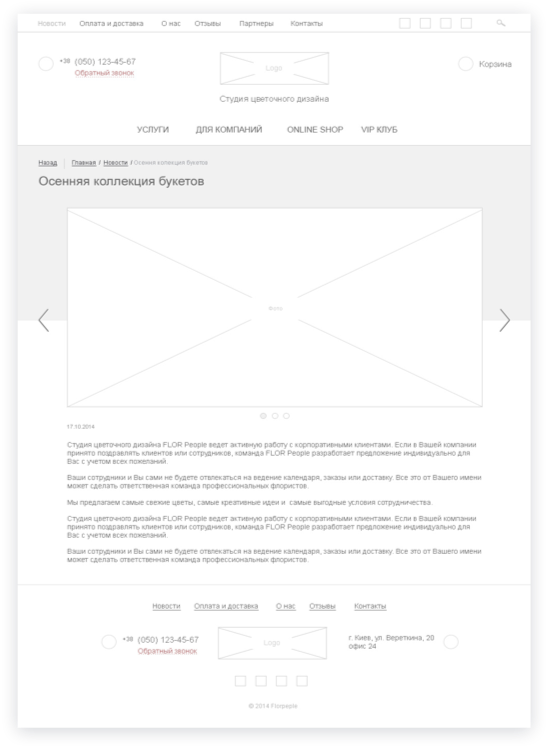 Новости Оплата и доставка О нас Отзывы Партнеры Контакты
+38 (050) 123-45-67
Обратный звонок
Logo
Студия цветочного дизайна
Корзина
УСЛУГИ ДЛЯ КОМПАНИЙ ONLINE SHOP VIP КЛУБ
Назад Главная / Новости / Осенняя коллекция букетов
Осенняя коллекция букетов
17.10.2014
Студия цветочного дизайна FLOR People ведет активную работу с корпоративными клиентами. Если в Вашей компании
принято поздравлять клиентов или сотрудников, команда FLOR People разработает предложение индивидуально для
Вас с учетом всех пожеланий.
Ваши сотрудники и Вы сами не будете отвлекаться на ведение календаря, заказы или доставку. Все это от Вашего имени
может сделать ответственная команда профессиональных флористов.
Мы предлагаем самые свежие цветы, самые креативные идеи и самые выгодные условия сотрудничества.
Студия цветочного дизайна FLOR People ведет активную работу с корпоративными клиентами. Если в Вашей компании
принято поздравлять клиентов или сотрудников, команда FLOR People разработает предложение индивидуально для
Вас с учетом всех пожеланий.
Ваши сотрудники и Вы сами не будете отвлекаться на ведение календаря, заказы или доставку. Все это от Вашего имени
может сделать ответственная команда профессиональных флористов.
Новости Оплата и доставка О нас Отзывы Контакты
+38 (050) 123-45-67
Обратный звонок
Logo
г. Киев, ул. Вереткина, 20
офис 24
© 2014 Florpeple